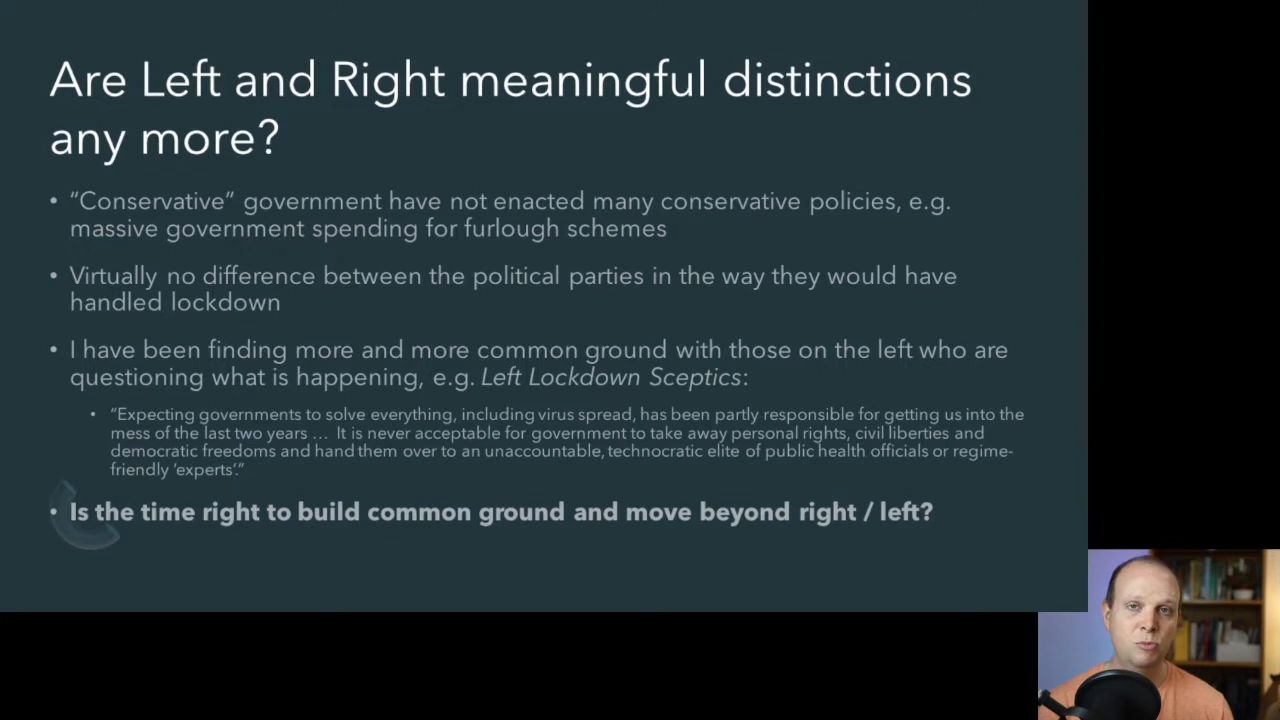 Are Left and Right meaningful distinctions
any more?
• “Conservative” government have not enacted many conservative policies, e.g.
massive government spending for furlough schemes
• Virtually no difference between the political parties in the way they would have
handled lockdown
• I have been finding more and more common ground with those on the left who are
questioning what is happening, e.g. Left Lockdown Sceptics:
• “Expecting governments to solve everything, including virus spread, has been partly responsible for getting us into the
mess of the last two years … It is never acceptable for government to take away personal rights, civil liberties and
democratic freedoms and hand them over to an unaccountable, technocratic elite of public health officials or regime-
friendly ‘experts’.”
• Is the time right to build common ground and move beyond right / left?